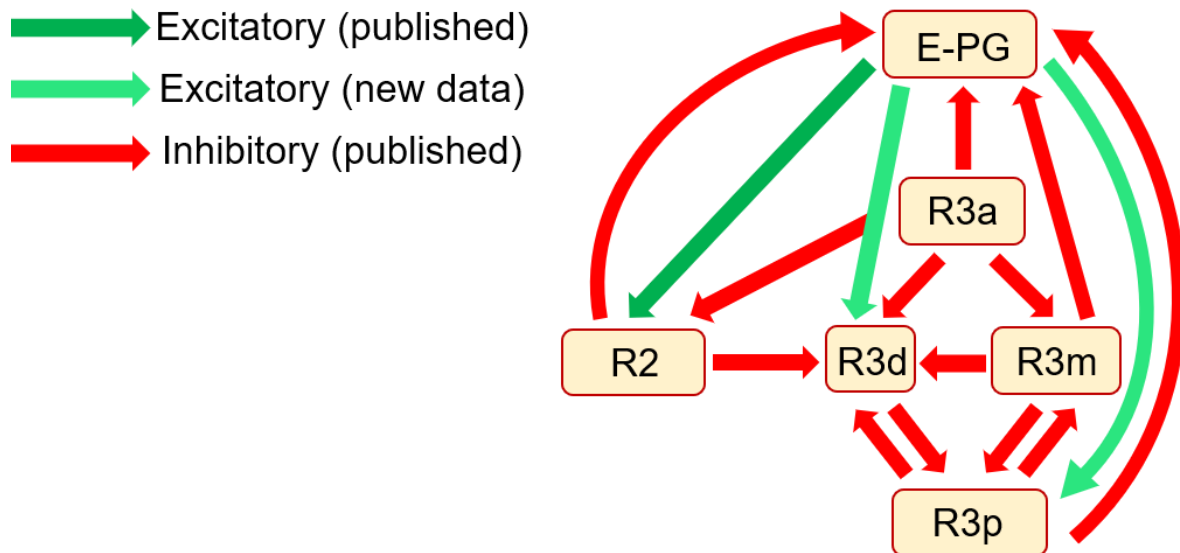 Excitatory (published)
Excitatory (new data)
Inhibitory (published)
E-PG
R3a
R2
R3d
R3m
R3p